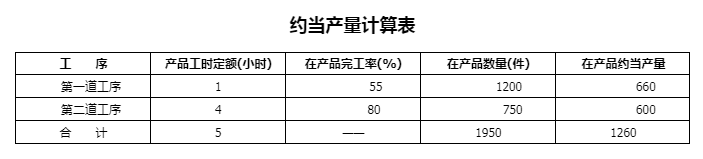 约当产量计算表
工 序 产品工时定额(小时) 在产品完工率(%) 在产品数量(件) 在产品约当产量
第一道工序 1 55 1200 660
第二道工序 4 80 750 600
合 计 5 —— 1950 1260